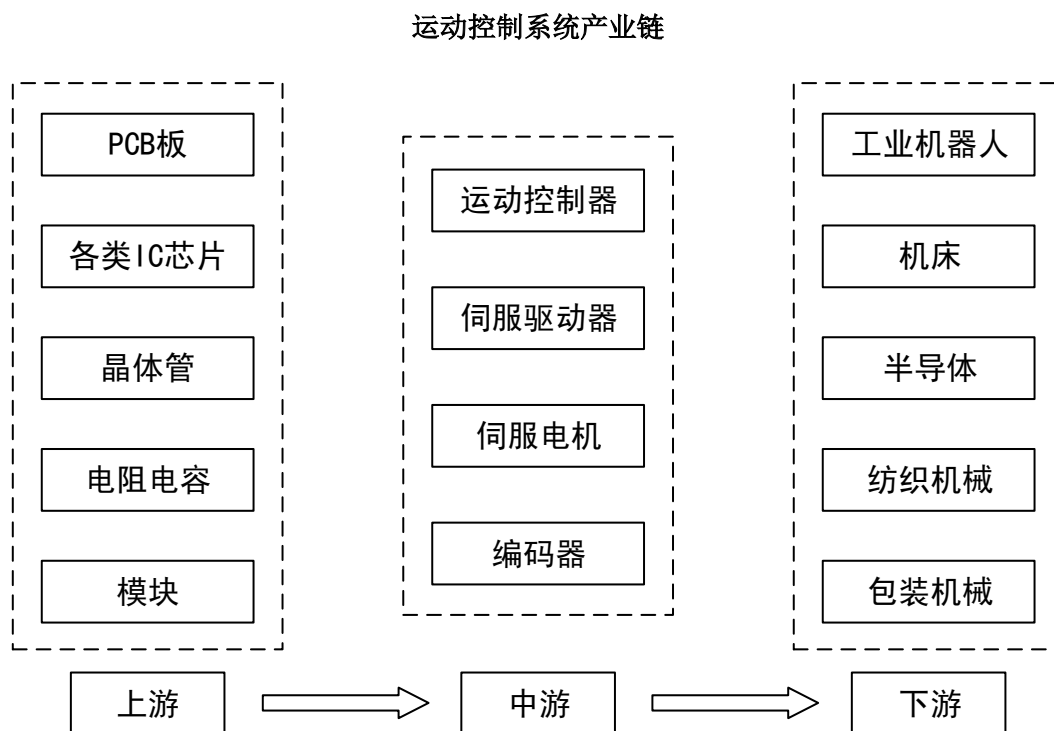 运动控制系统产业链
PCB板
各类IC芯片
晶体管
电阻电容
模块
上游
运动控制器
伺服驱动器
伺服电机
编码器
中游
工业机器人
机床
半导体
纺织机械
包装机械
下游